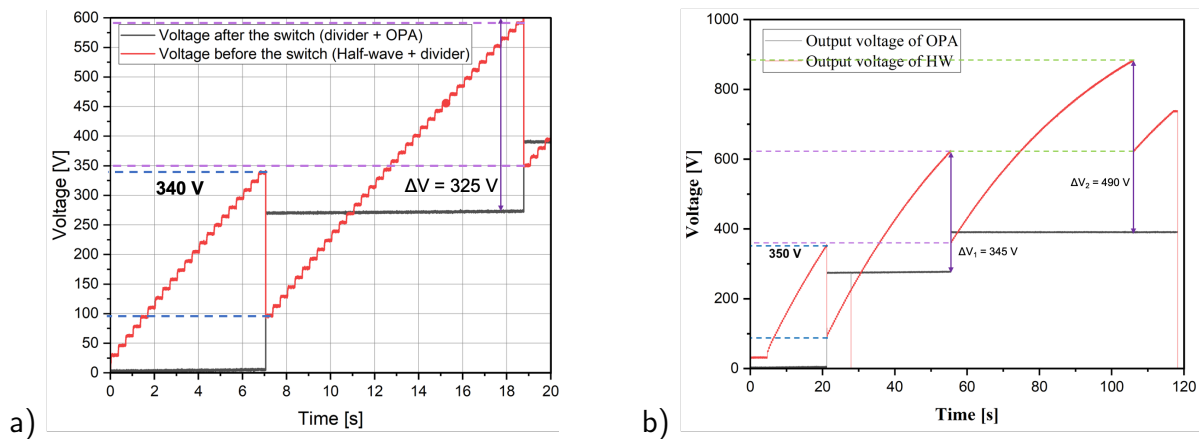 600
550
500
450
400
350
300
250
200
150
100
50
0
Voltage [V]
Voltage after the switch (divider + OPA)
Voltage before the switch (Half-wave + divider)
340 V
ΔV = 325 V
0 2 4 6 8 10 12 14 16 18 20
Time [s]
a)
1000
800
600
400
200
0
Voltage [V]
Output voltage of OPA
Output voltage of HW
350 V
ΔV₁ = 345 V
ΔV₂ = 490 V
0 20 40 60 80 100 120
Time [s]
b)